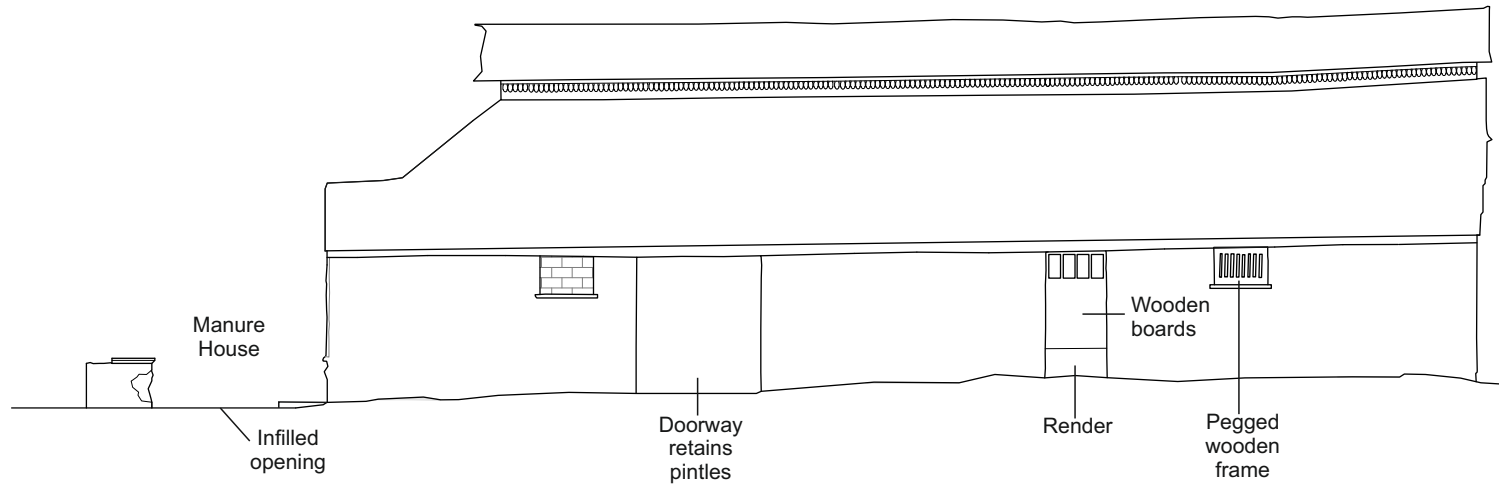 Manure
House
Infilled
opening
Doorway
retains
pintles
Wooden
boards
Render
Pegged
wooden
frame